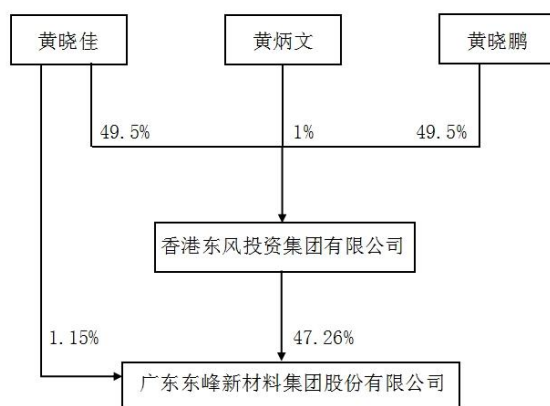 黄晓佳
黄炳文
黄晓鹏
49.5%
1%
49.5%
香港东风投资集团有限公司
1.15%
47.26%
广东东峰新材料集团股份有限公司